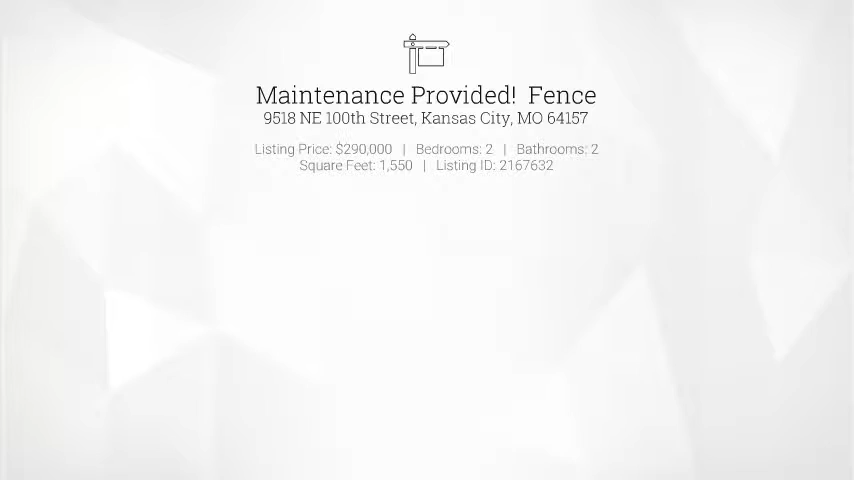 Maintenance Provided! Fence
9518 NE 100th Street, Kansas City, MO 64157
Listing Price: $290,000 | Bedrooms: 2 | Bathrooms: 2
Square Feet: 1,550 | Listing ID: 2167632